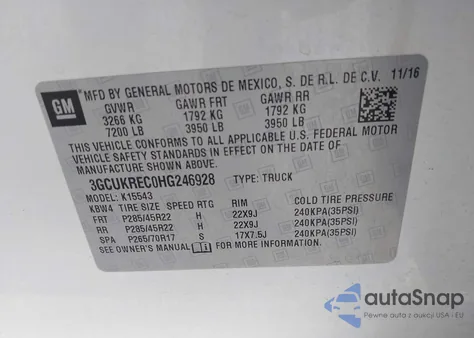 GM
MFD BY GENERAL MOTORS DE MEXICO, S. DE R.L. DE C.V. 11/16
GVWR GAWR FRT GAWR RR
3266 KG 1792 KG 1792 KG
7200 LB 3950 LB 3950 LB
THIS VEHICLE CONFORMS TO ALL APPLICABLE U.S. FEDERAL MOTOR
VEHICLE SAFETY STANDARDS IN EFFECT ON THE DATE OF
MANUFACTURE SHOWN ABOVE.
3GCUKREC0HG246928 TYPE: TRUCK
MODEL: K15543
KBW4 TIRE SIZE SPEED RTG RIM COLD TIRE PRESSURE
FRT P285/45R22 H 22X9J 240KPA(35PSI)
RR P285/45R22 H 22X9J 240KPA(35PSI)
SPA P265/70R17 S 17X7.5J 240KPA(35PSI)
SEE OWNER'S MANUAL FOR MORE INFORMATION.
autoSnap
Pewne auto z aukcji USA i EU